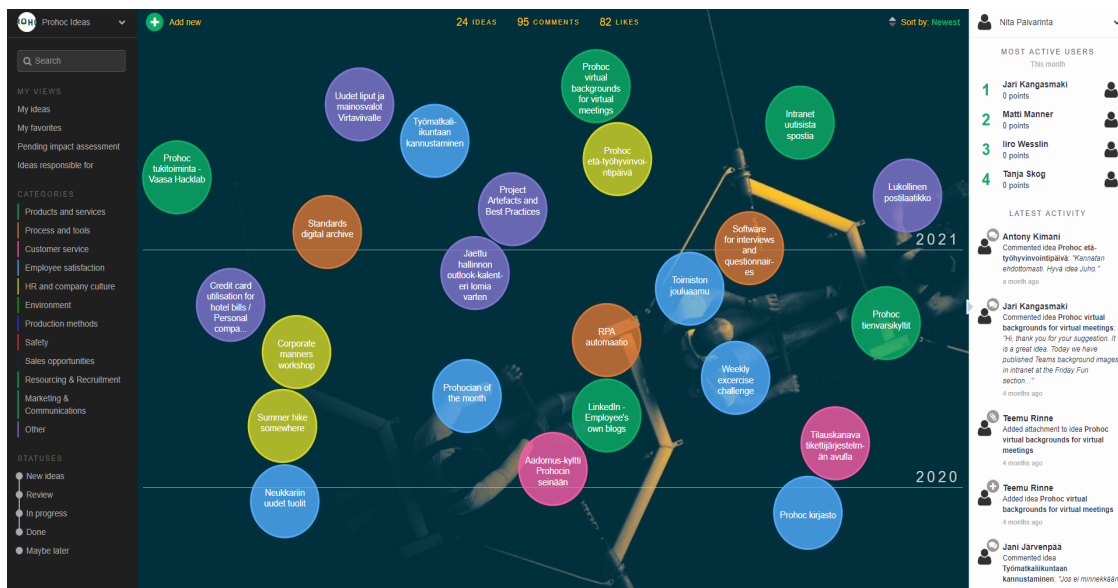 Prohoc Ideas
Add new
24 IDEAS 95 COMMENTS 82 LIKES
Sort by: Newest
Nita Paivarinta
Search
MY VIEWS
My ideas
My favorites
Pending impact assessment
Ideas responsible for
CATEGORIES
Products and services
Process and tools
Customer service
Employee satisfaction
HR and company culture
Environment
Production methods
Safety
Sales opportunities
Resourcing & Recruitment
Marketing &
Communications
Other
STATUSES
New ideas
Review
In progress
Done
Maybe later
Prohoc
virtual
backgrounds
for virtual
meetings
Uudet liput ja
mainosvalot
Virtaviivalle
Työmatkali-
ikuntaan
kannustaminen
Intranet
uutisista
spostia
Prohoc
etä-työhyvinvo-
intipäivä
Prohoc
tukitoiminta -
Vaasa Hacklab
Lukollinen
postilaatikko
Project
Artefacts and
Best Practices
Standards
digital archive
Software
for interviews
and
questionnair-
es
2021
Jaettu
hallinnon
outlook-kalent-
eri lomia
varten
Toimiston
jouluaamu
Credit card
utilisation for
hotel bills /
Personal
compa...
Prohoc
tienvarsikyltit
RPA
automaatio
Corporate
manners
workshop
Weekly
excercise
challenge
Prohocian of
the month
LinkedIn -
Employee's
own blogs
Summer hike
somewhere
Tilauskanava
tikettijärjestelm-
än avulla
Aadomus-kyltti
Prohocin
seinään
2020
Neukkariin
uudet tuolit
Prohoc kirjasto
MOST ACTIVE USERS
This month
1 Jari Kangasmaki
0 points
2 Matti Manner
0 points
3 Iiro Wesslin
0 points
4 Tanja Skog
0 points
LATEST ACTIVITY
Antony Kimani
Commented idea Prohoc etä-
työhyvinvointipäivä: "Kannatan
ehdottomasti. Hyvä idea Juho."
a month ago
Jari Kangasmaki
Commented idea Prohoc virtual
backgrounds for virtual meetings:
"Hi, thank you for your suggestion. It
is a great idea. Today we have
published Teams background images
in intranet at the Friday Fun
section..."
4 months ago
Teemu Rinne
Added attachment to idea Prohoc
virtual backgrounds for virtual
meetings
4 months ago
Teemu Rinne
Added idea Prohoc virtual
backgrounds for virtual meetings
4 months ago
Jani Järvenpää
Commented idea
Työmatkaliikuntaan
kannustaminen: "Jos ei minnekkään